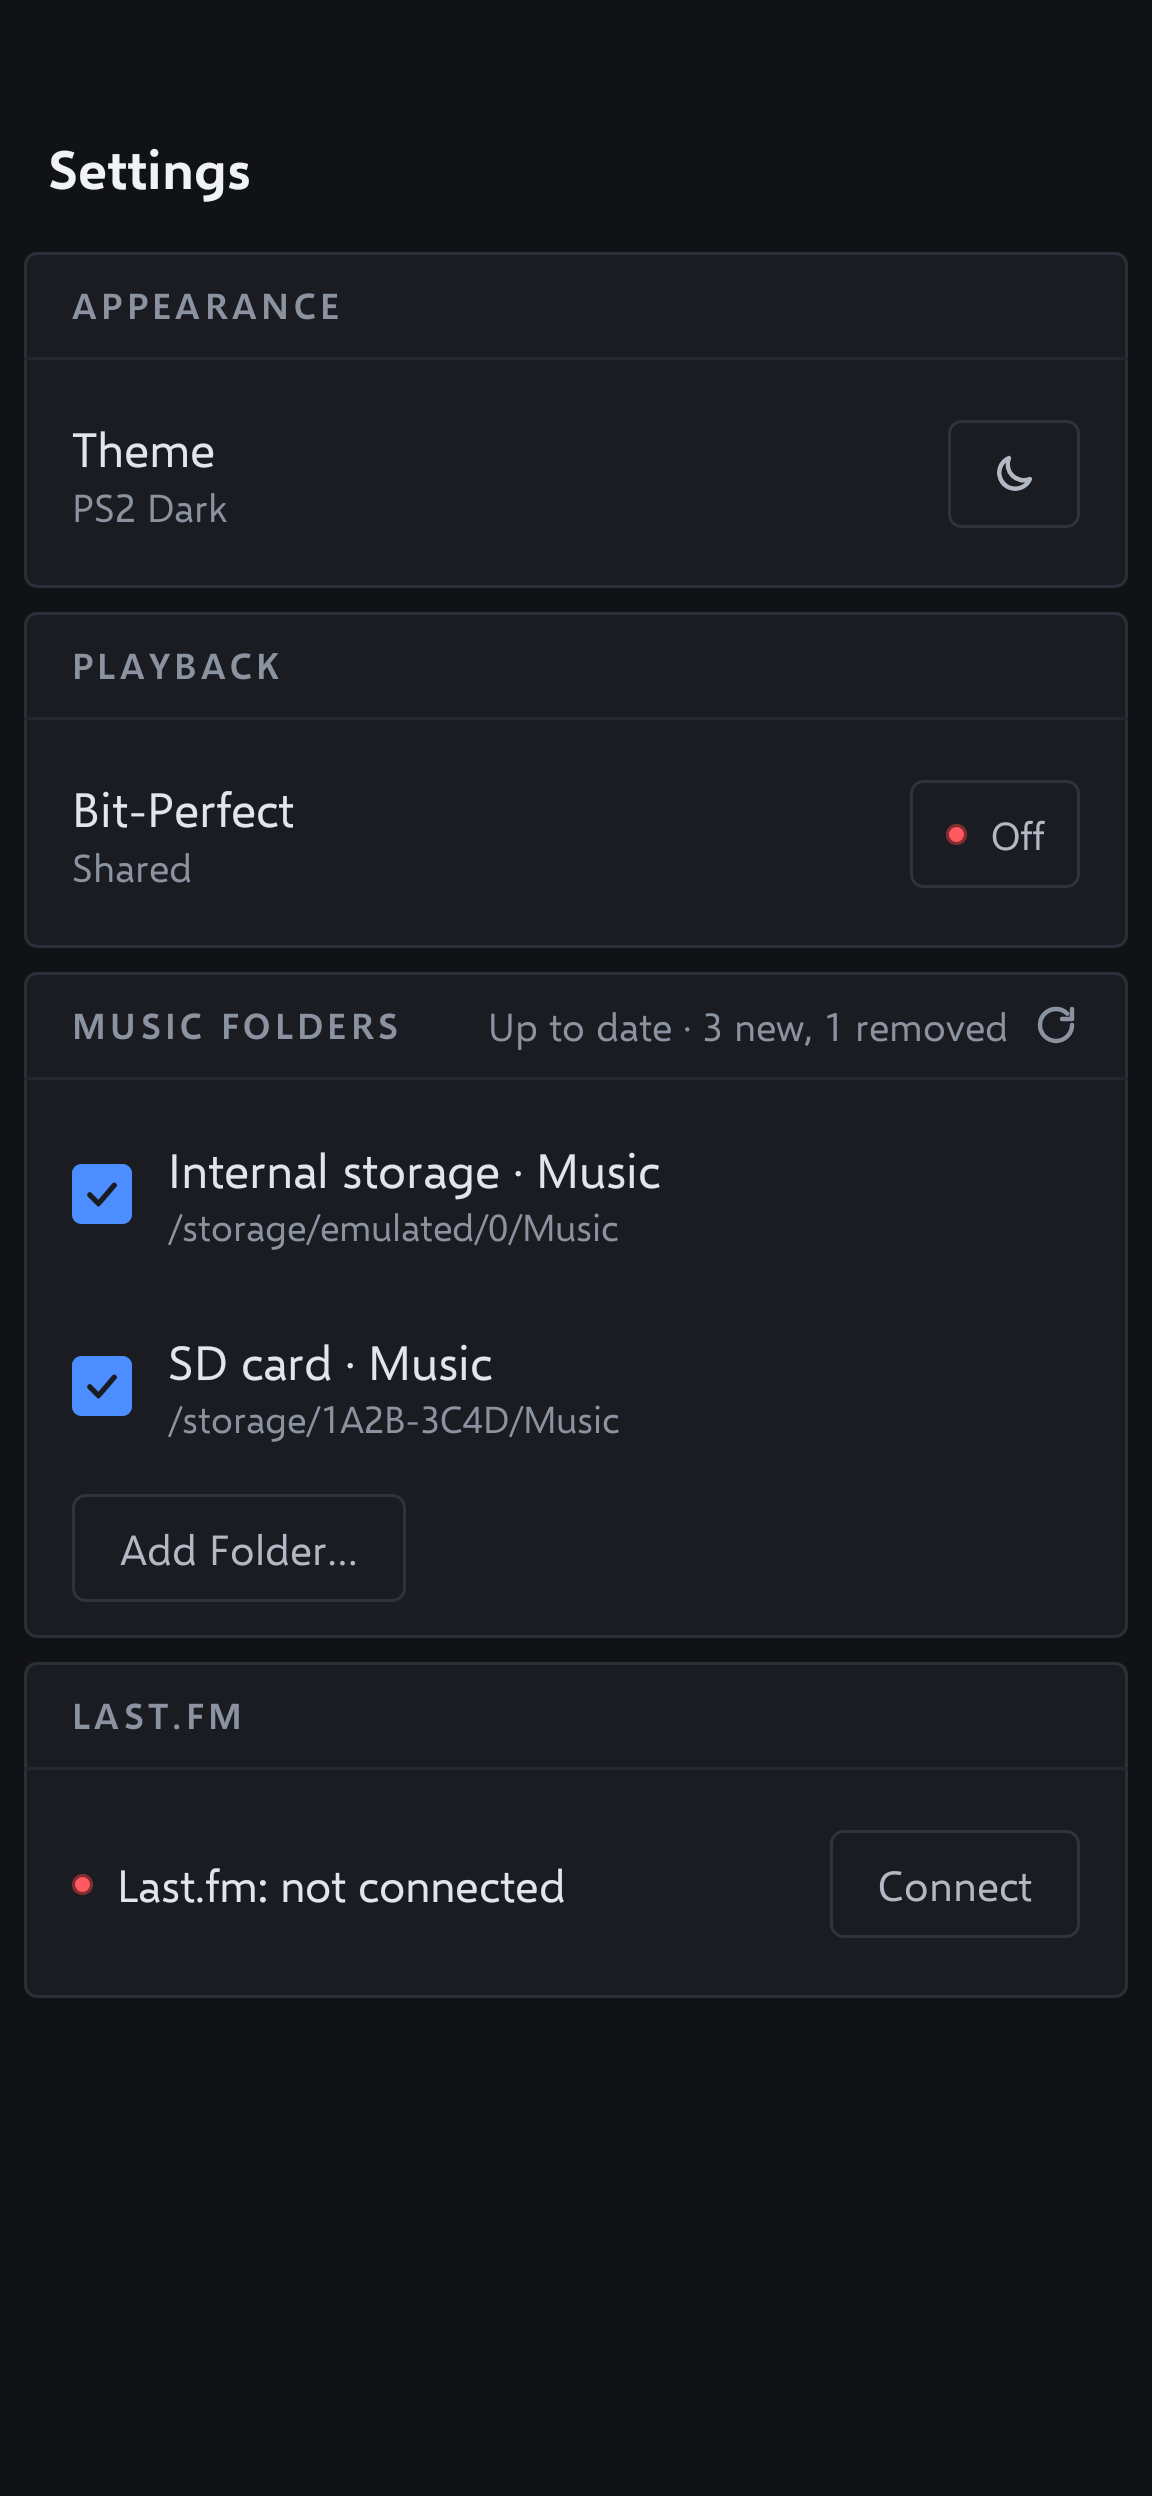 Settings
APPEARANCE
Theme
PS2 Dark
PLAYBACK
Bit-Perfect
Shared
Off
MUSIC FOLDERS
Up to date · 3 new, 1 removed
Internal storage · Music
/storage/emulated/0/Music
SD card · Music
/storage/1A2B-3C4D/Music
Add Folder...
LAST.FM
Last.fm: not connected
Connect